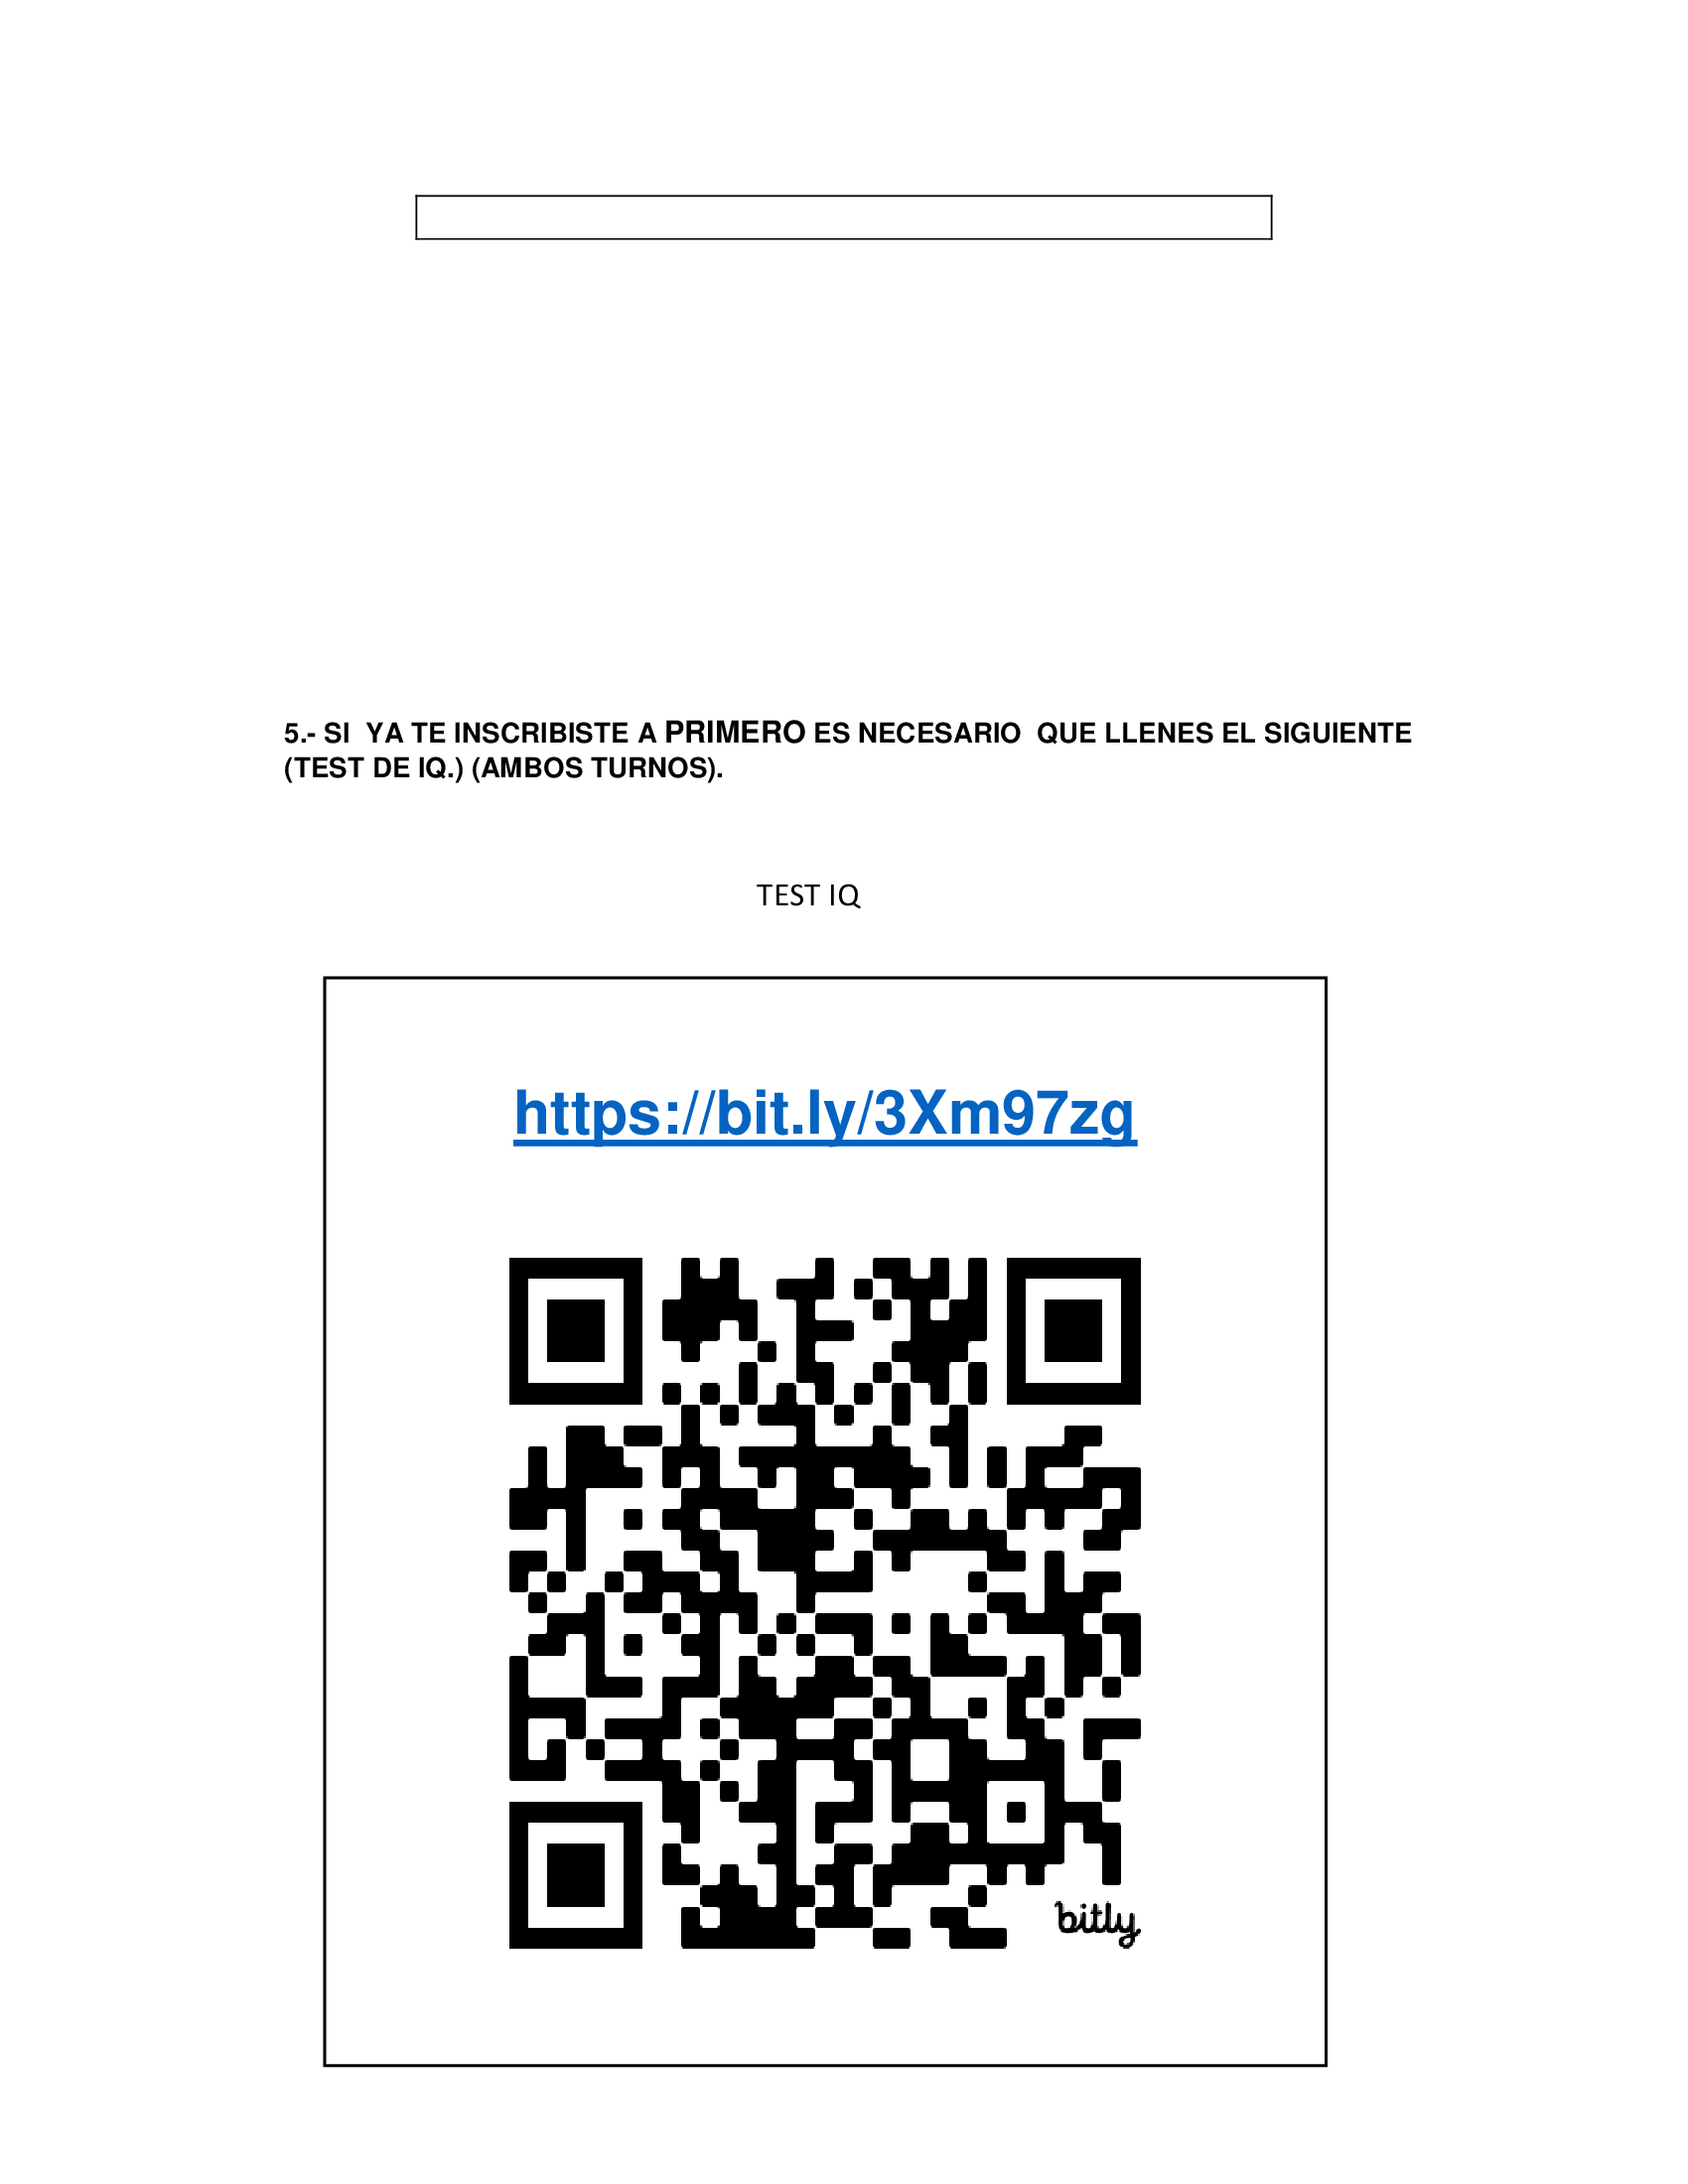 5.- SI  YA TE INSCRIBISTE A PRIMERO ES NECESARIO  QUE LLENES EL SIGUIENTE
(TEST DE IQ.) (AMBOS TURNOS).
TEST IQ
https://bit.ly/3Xm97zg
bitly